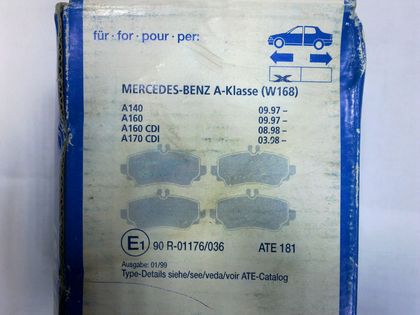 für · for · pour · per:
MERCEDES-BENZ A-Klasse (W168)
A140 09.97 –
A160 09.97 –
A160 CDI 08.98 –
A170 CDI 03.98 –
E1 90 R-01176/036 ATE 181
Ausgabe: 01/99
Type-Details siehe/see/veda/voir ATE-Catalog